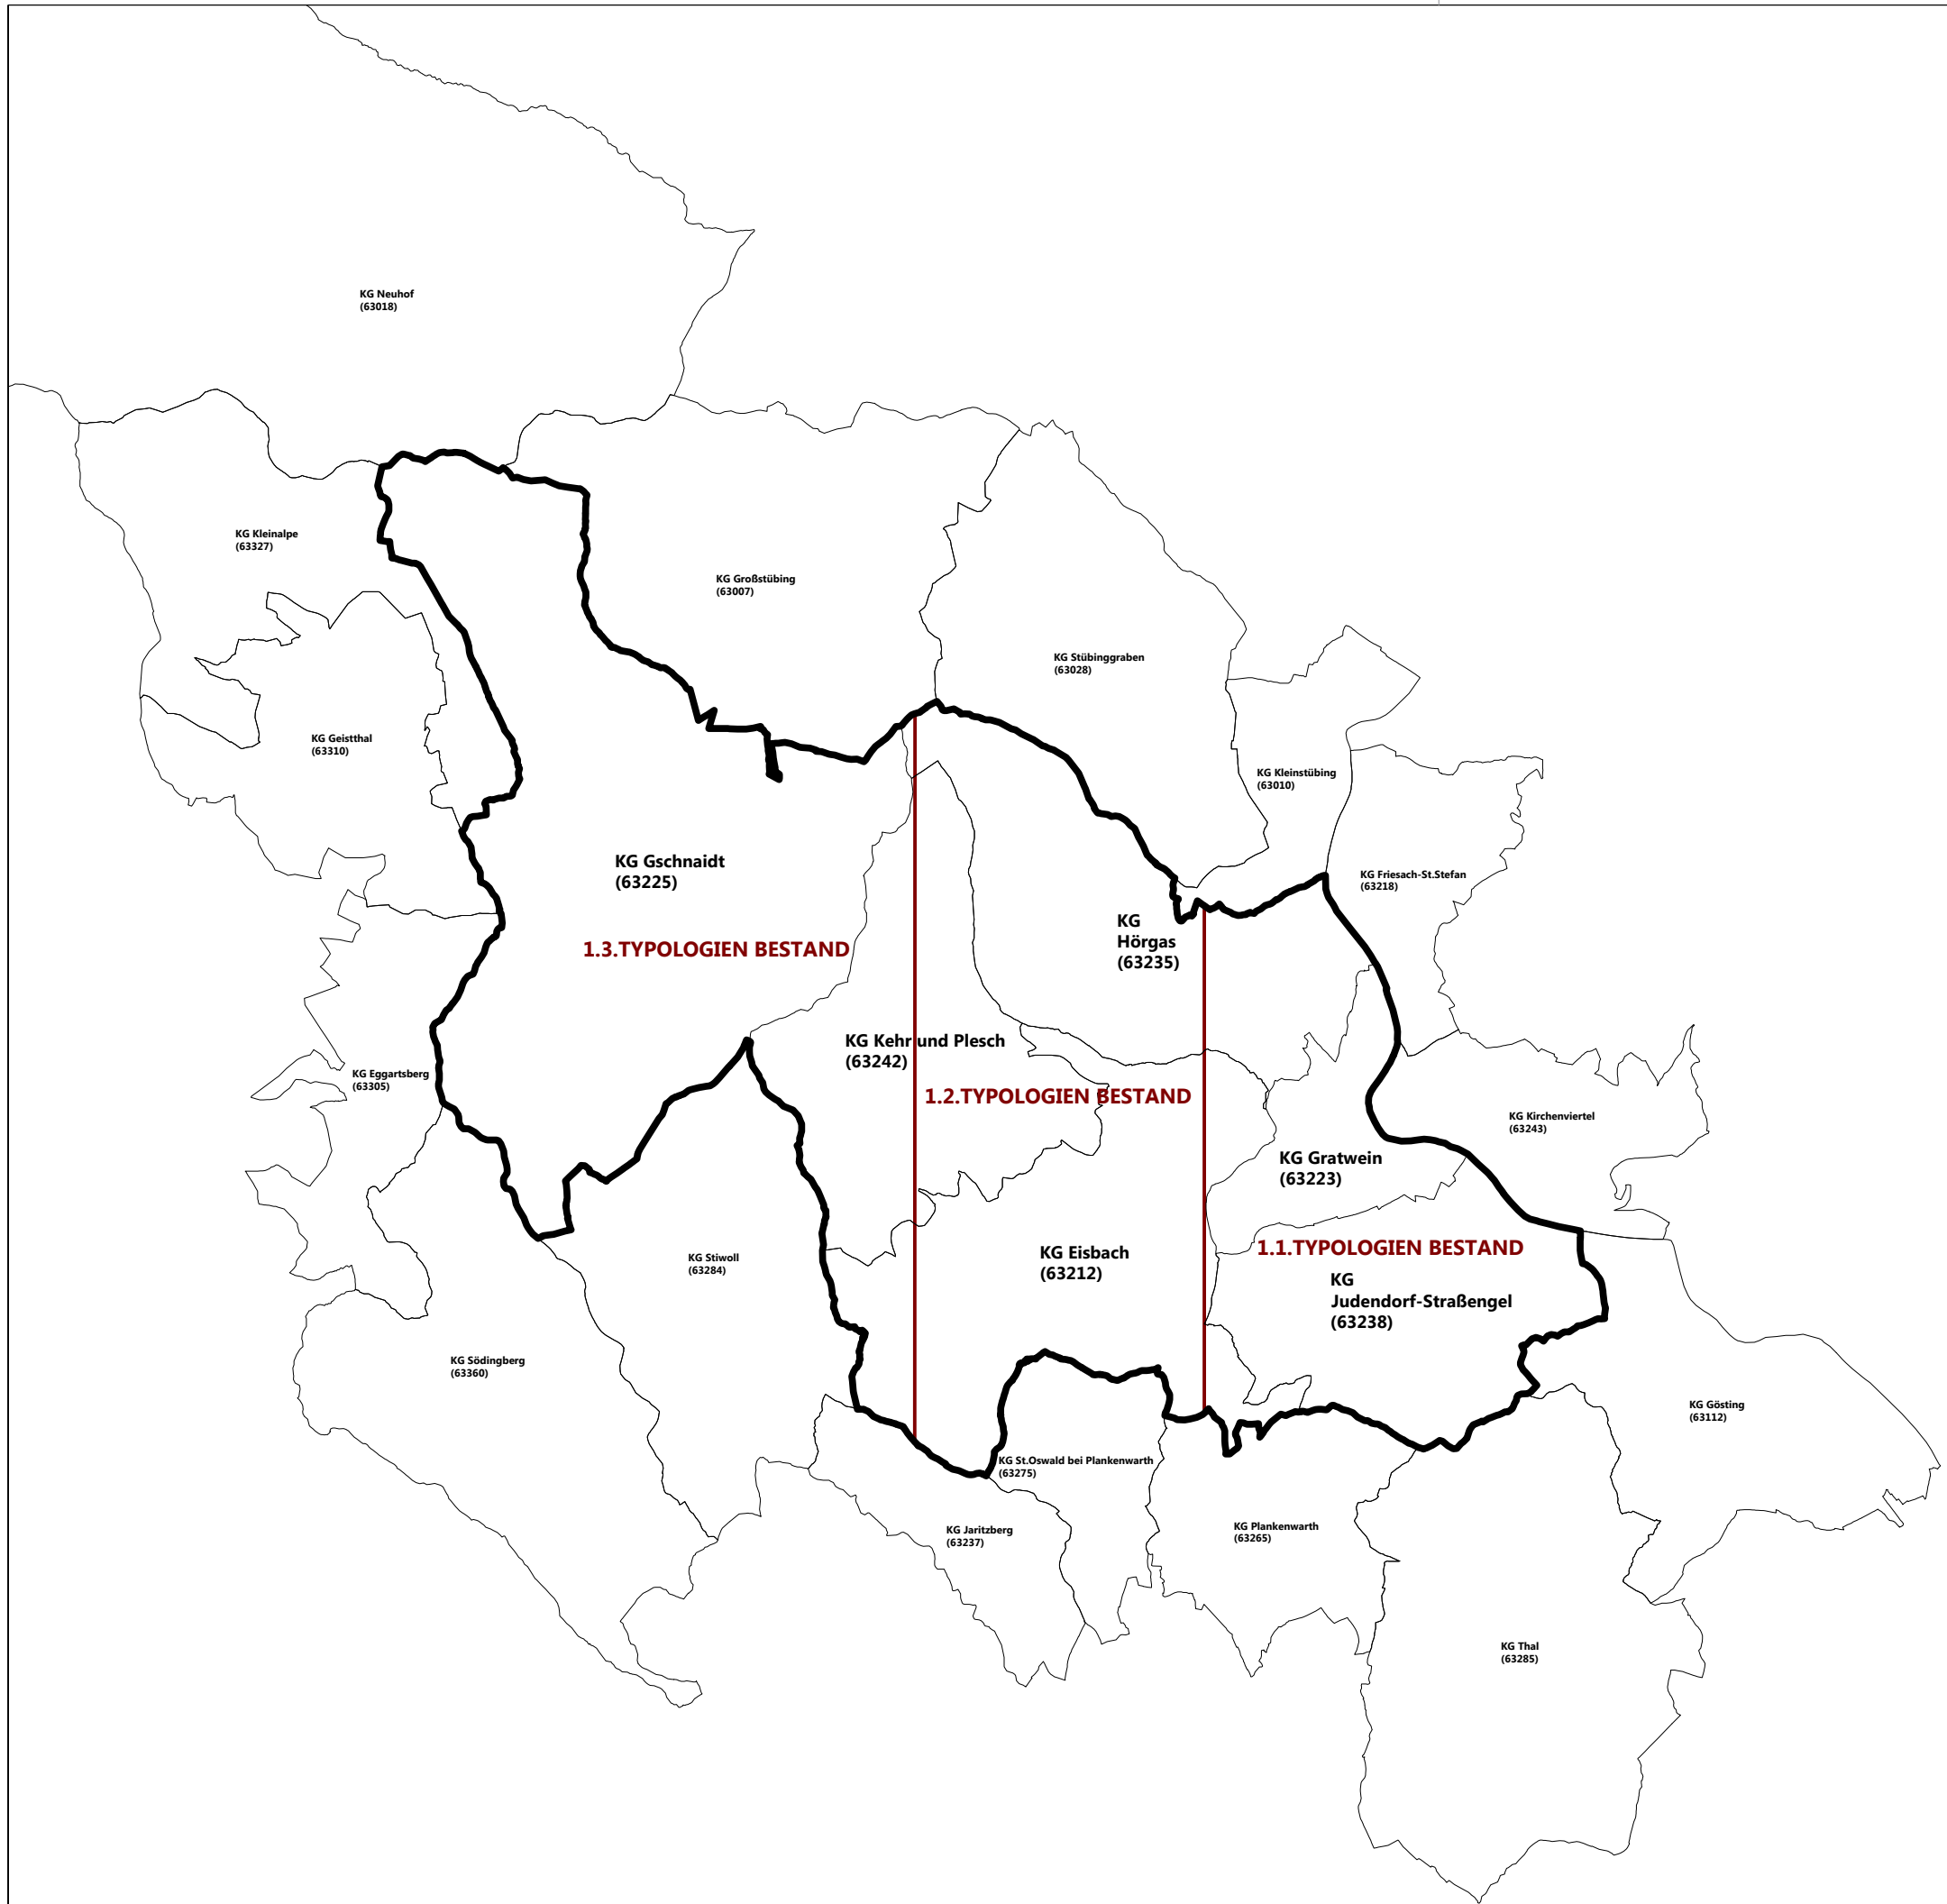 KG Neuhof
(63018)
KG Kleinalpe
(63327)
KG Großstübing
(63007)
KG Stübinggraben
(63028)
KG Geistthal
(63310)
KG Kleinstübing
(63010)
KG Gschnaidt
(63225)
KG Friesach-St.Stefan
(63218)
KG
Hörgas
(63235)
1.3.TYPOLOGIEN BESTAND
KG Kehr und Plesch
(63242)
KG Eggartsberg
(63305)
1.2.TYPOLOGIEN BESTAND
KG Kirchenviertel
(63243)
KG Gratwein
(63223)
KG Stiwoll
(63284)
KG Eisbach
(63212)
1.1.TYPOLOGIEN BESTAND
KG
Judendorf-Straßengel
(63238)
KG Södingberg
(63360)
KG Gösting
(63112)
KG St.Oswald bei Plankenwarth
(63275)
KG Jaritzberg
(63237)
KG Plankenwarth
(63265)
KG Thal
(63285)